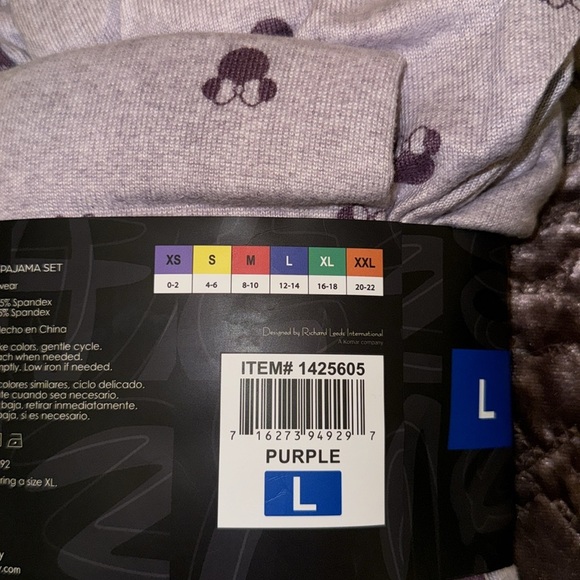 XS S M L XL XXL
0-2 4-6 8-10 12-14 16-18 20-22
PAJAMA SET
wear
5% Spandex
5% Spandex
Hecho en China
ke colors, gentle cycle.
ach when needed.
mptly. Low iron if needed.
colores similares, ciclo delicado.
te cuando sea necesario.
baja, retirar inmediatamente.
baja, si es necesario.
92
ring a size XL.
y
Designed by Richard Leeds International
A kumar company
ITEM# 1425605
7 16273 94929 7
PURPLE
L
L